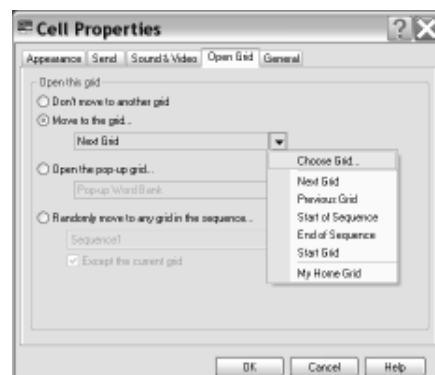 Cell Properties
Appearance Send Sound & Video Open Grid General
Open this grid
Don't move to another grid
Move to the grid...
Next Grid
Choose Grid...
Next Grid
Previous Grid
Start of Sequence
End of Sequence
Start Grid
My Home Grid
Open the pop-up grid...
Pop-up Word Bank
Randomly move to any grid in the sequence...
Sequence1
Except the current grid
OK Cancel Help